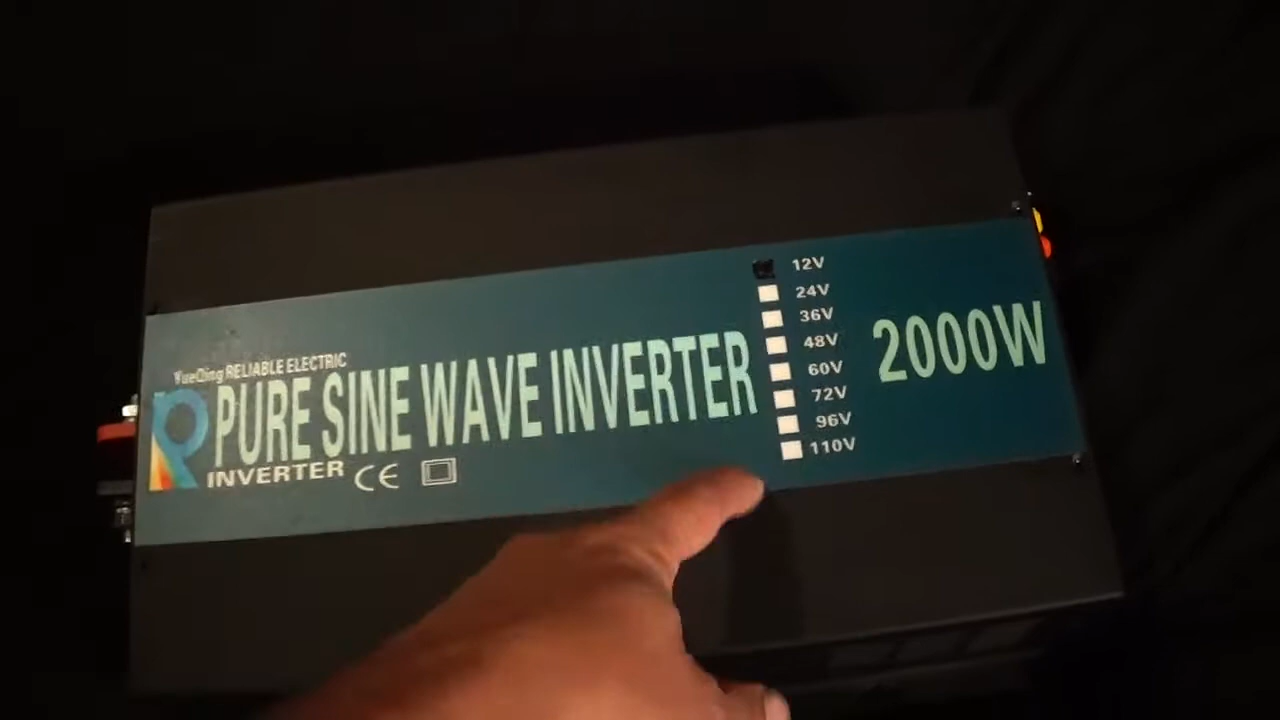 YueQing RELIABLE ELECTRIC
PURE SINE WAVE INVERTER
INVERTER CE
12V
24V
36V
48V
60V
72V
96V
110V
2000W